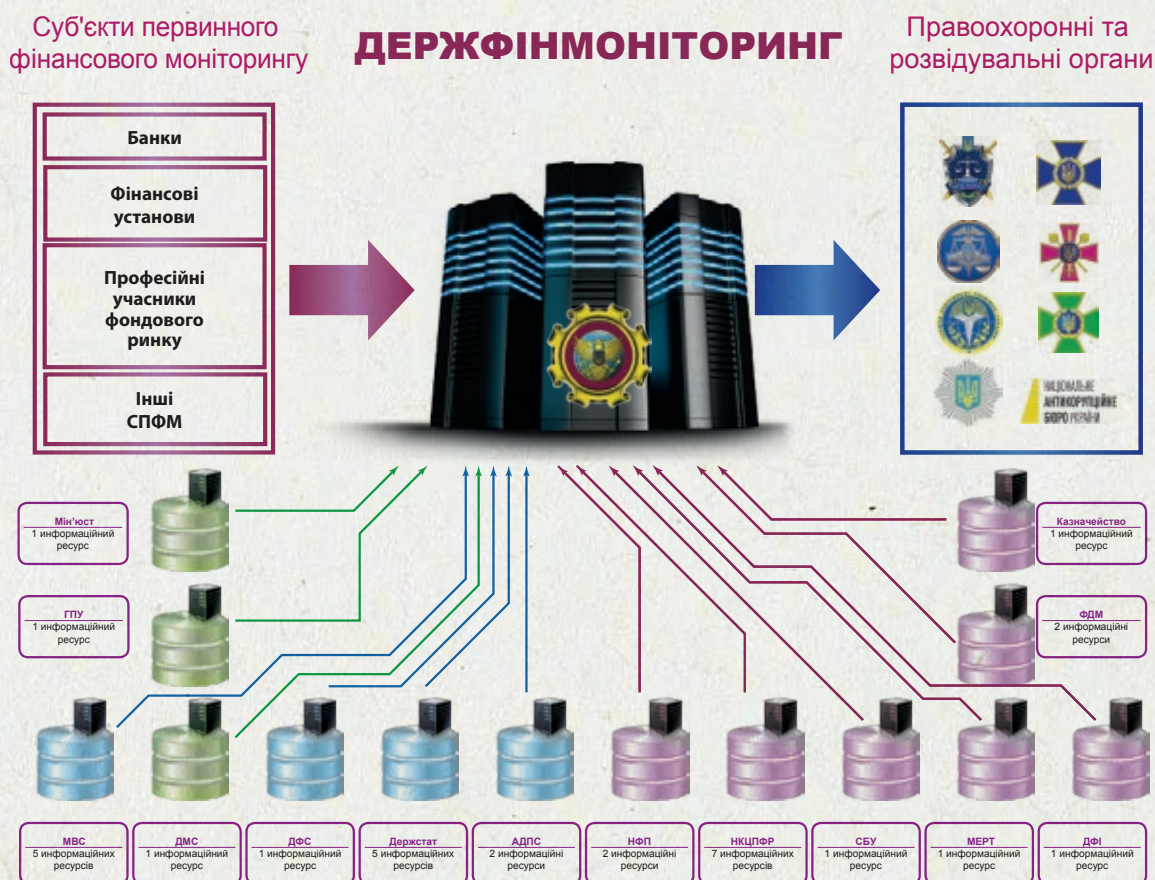 Суб'єкти первинного
фінансового моніторингу
ДЕРЖФІНМОНІТОРИНГ
Правоохоронні та
розвідувальні органи
Банки
Фінансові
установи
Професійні
учасники
фондового
ринку
Інші
СПФМ
НАЦІОНАЛЬНЕ
АНТИКОРУПЦІЙНЕ
БЮРО УКРАЇНИ
Мін'юст
1 информаційний
ресурс
Казначейство
1 информаційний
ресурс
ГПУ
1 информаційний
ресурс
ФДМ
2 информаційні
ресурси
МВС
5 информаційних
ресурсів
ДМС
1 информаційний
ресурс
ДФС
1 информаційний
ресурс
Держстат
5 информаційних
ресурсів
АДПС
2 информаційні
ресурси
НФП
2 информаційні
ресурси
НКЦПФР
7 информаційних
ресурсів
СБУ
1 информаційний
ресурс
МЕРТ
1 информаційний
ресурс
ДФІ
1 информаційний
ресурс